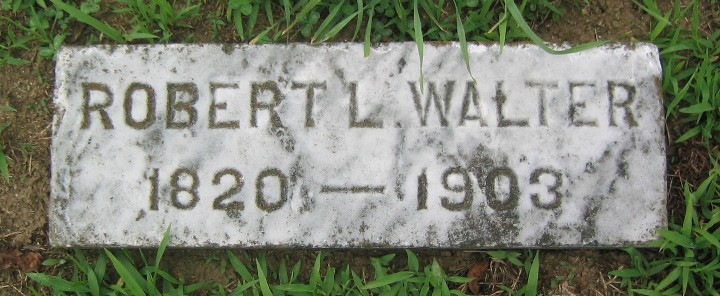 ROBERT L. WALTER
1820 — 1903